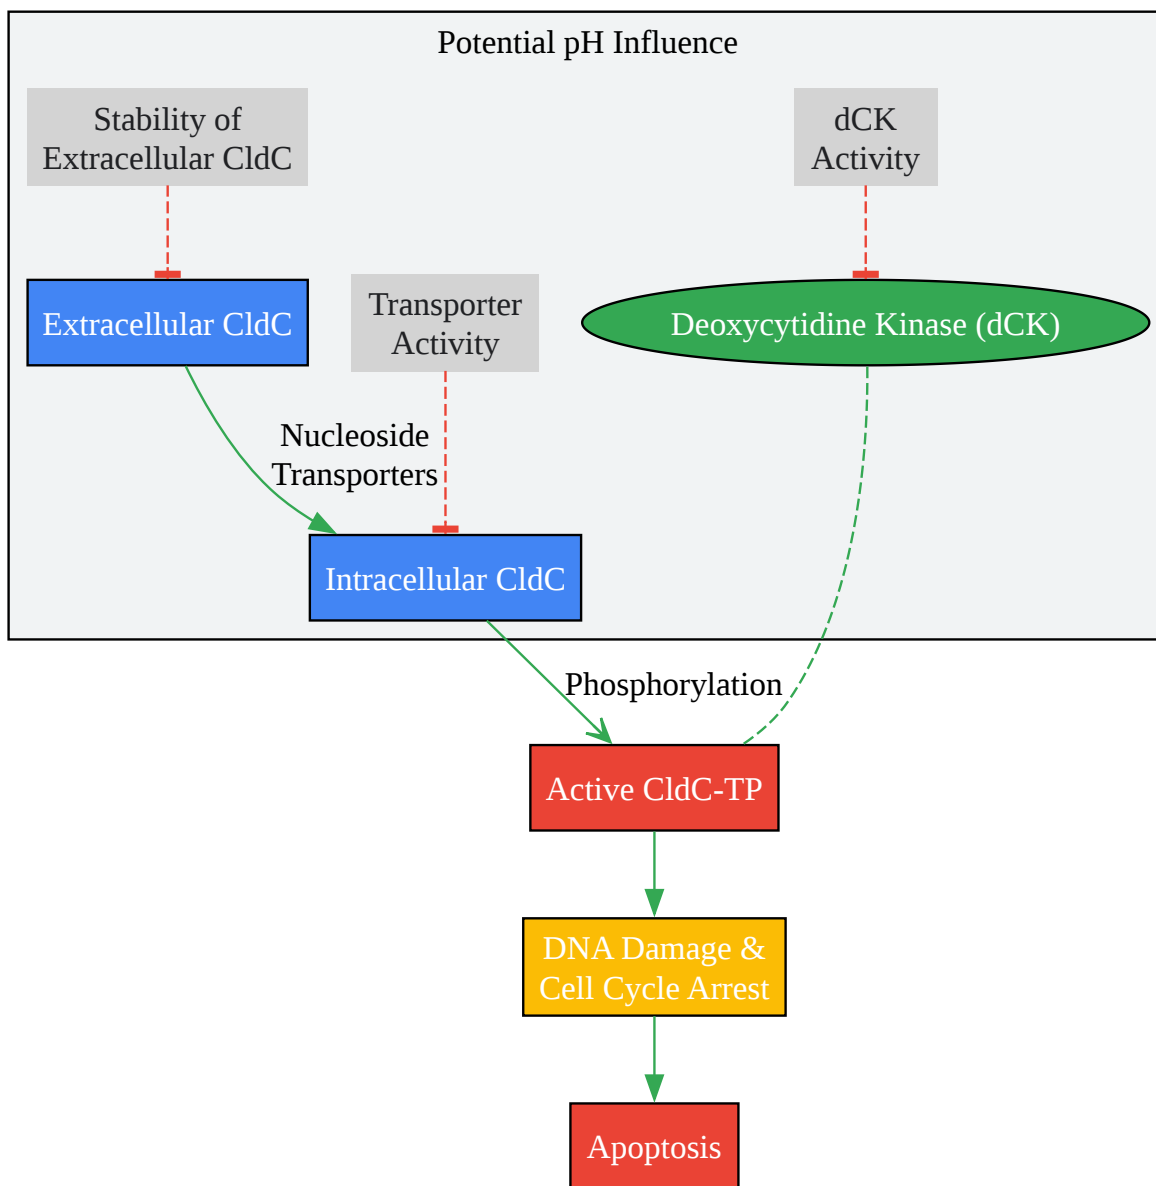 Potential pH Influence
Stability of
Extracellular CldC
dCK
Activity
Extracellular CldC
Transporter
Activity
Deoxycytidine Kinase (dCK)
Nucleoside
Transporters
Intracellular CldC
Phosphorylation
Active CldC-TP
DNA Damage &
Cell Cycle Arrest
Apoptosis